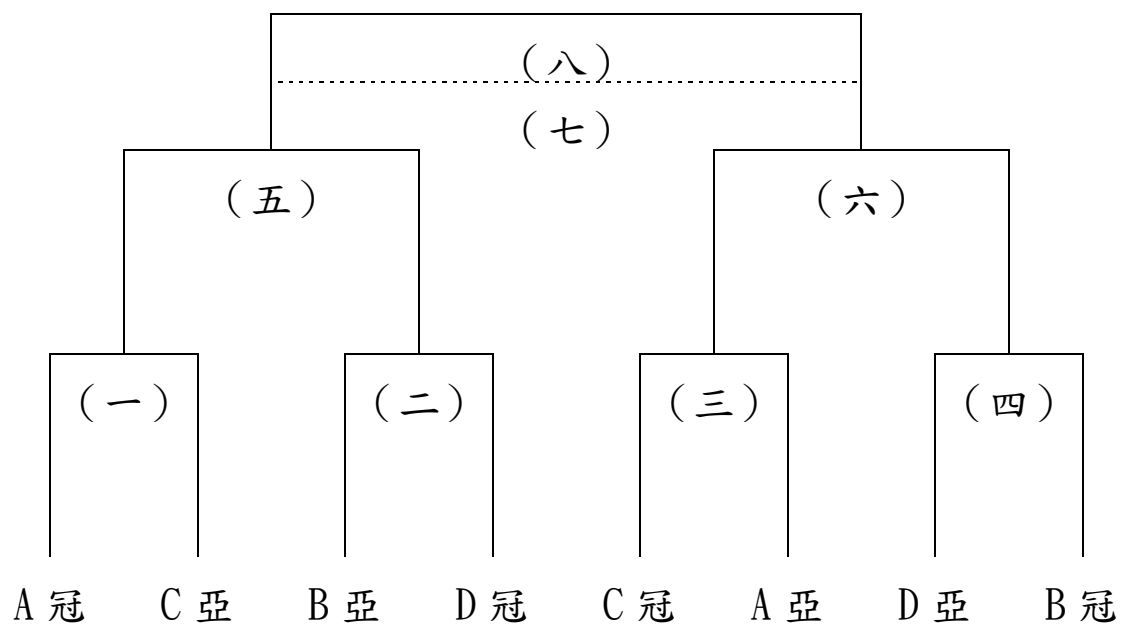 (八)
(七)
(五) (六)
(一) (二) (三) (四)
A冠 C亞 B亞 D冠 C冠 A亞 D亞 B冠